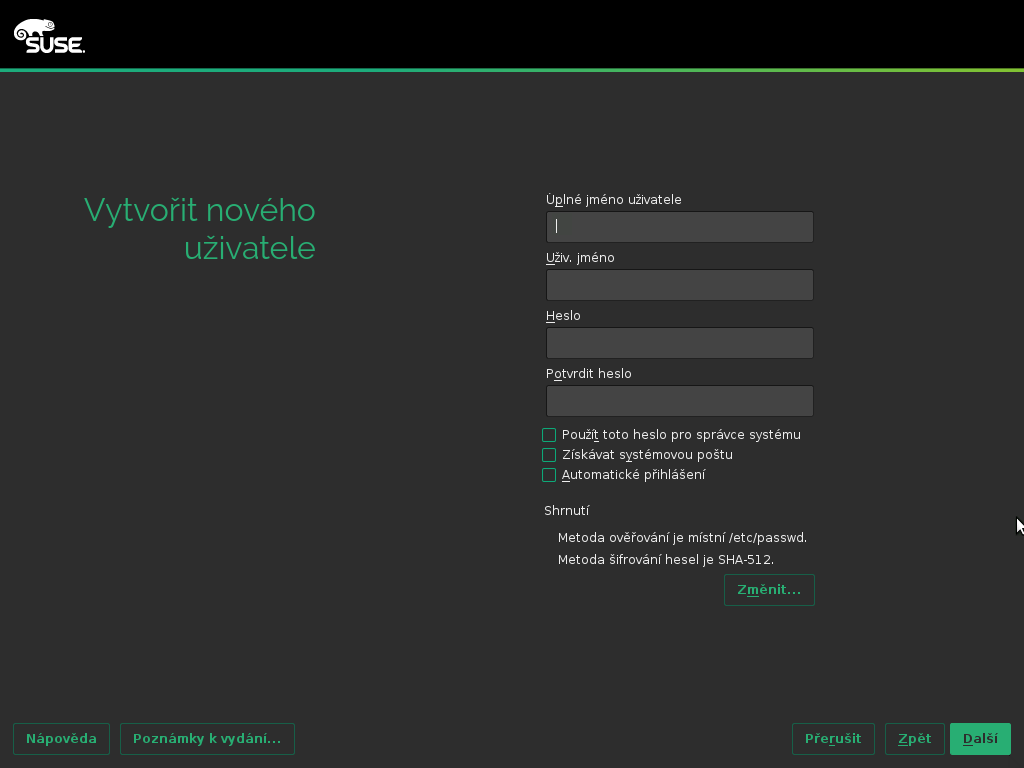 SUSE.
Vytvořit nového
uživatele
Úplné jméno uživatele
Uživ. jméno
Heslo
Potvrdit heslo
Použít toto heslo pro správce systému
Získávat systémovou poštu
Automatické přihlášení
Shrnutí
Metoda ověřování je místní /etc/passwd.
Metoda šifrování hesel je SHA-512.
Změnit...
Nápověda
Poznámky k vydání...
Přerušit
Zpět
Další